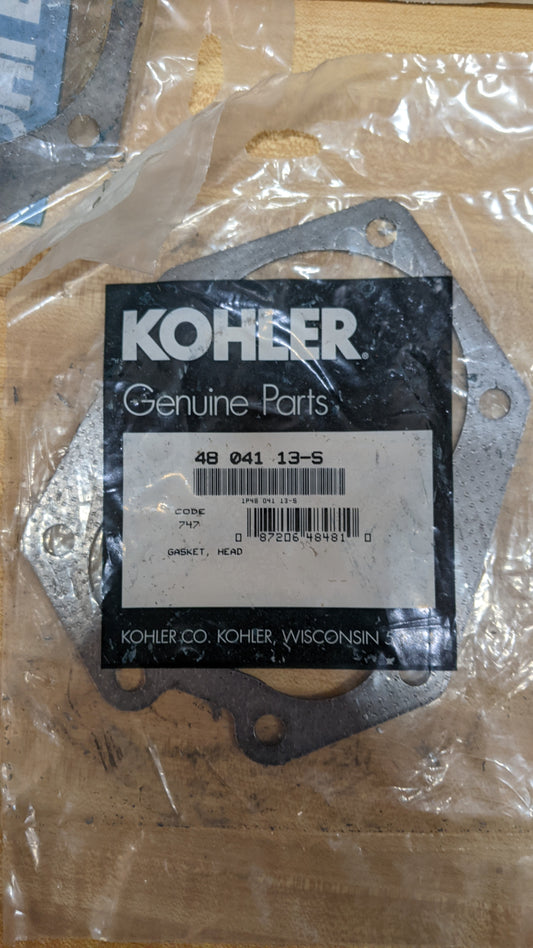 KOHLER.
Genuine Parts
48 041 13-S
1P48 041 13-S
CODE
747
0 87206 48481 0
GASKET, HEAD
KOHLER CO. KOHLER, WISCONSIN 5